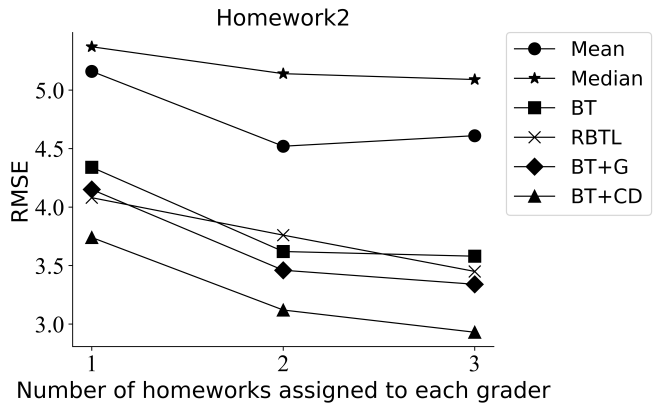 Homework2
Mean
Median
BT
RBTL
BT+G
BT+CD
RMSE
5.0
4.5
4.0
3.5
3.0
1 2 3
Number of homeworks assigned to each grader